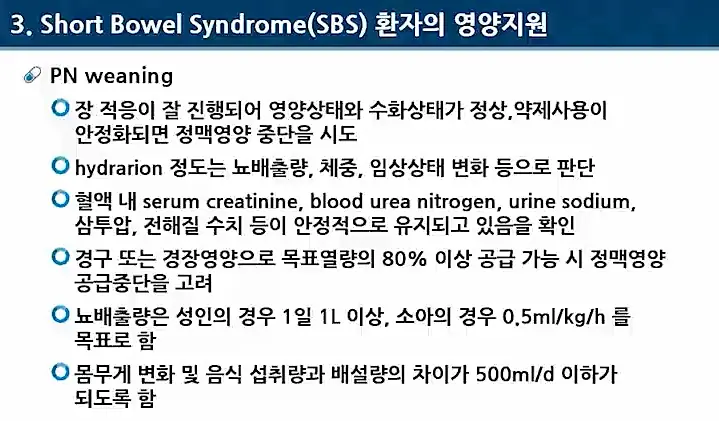 3. Short Bowel Syndrome(SBS) 환자의 영양지원
PN weaning
장 적응이 잘 진행되어 영양상태와 수화상태가 정상,약제사용이
안정화되면 정맥영양 중단을 시도
hydrarion 정도는 뇨배출량, 체중, 임상상태 변화 등으로 판단
혈액 내 serum creatinine, blood urea nitrogen, urine sodium,
삼투압, 전해질 수치 등이 안정적으로 유지되고 있음을 확인
경구 또는 경장영양으로 목표열량의 80% 이상 공급 가능 시 정맥영양
공급중단을 고려
뇨배출량은 성인의 경우 1일 1L 이상, 소아의 경우 0.5ml/kg/h 를
목표로 함
몸무게 변화 및 음식 섭취량과 배설량의 차이가 500ml/d 이하가
되도록 함